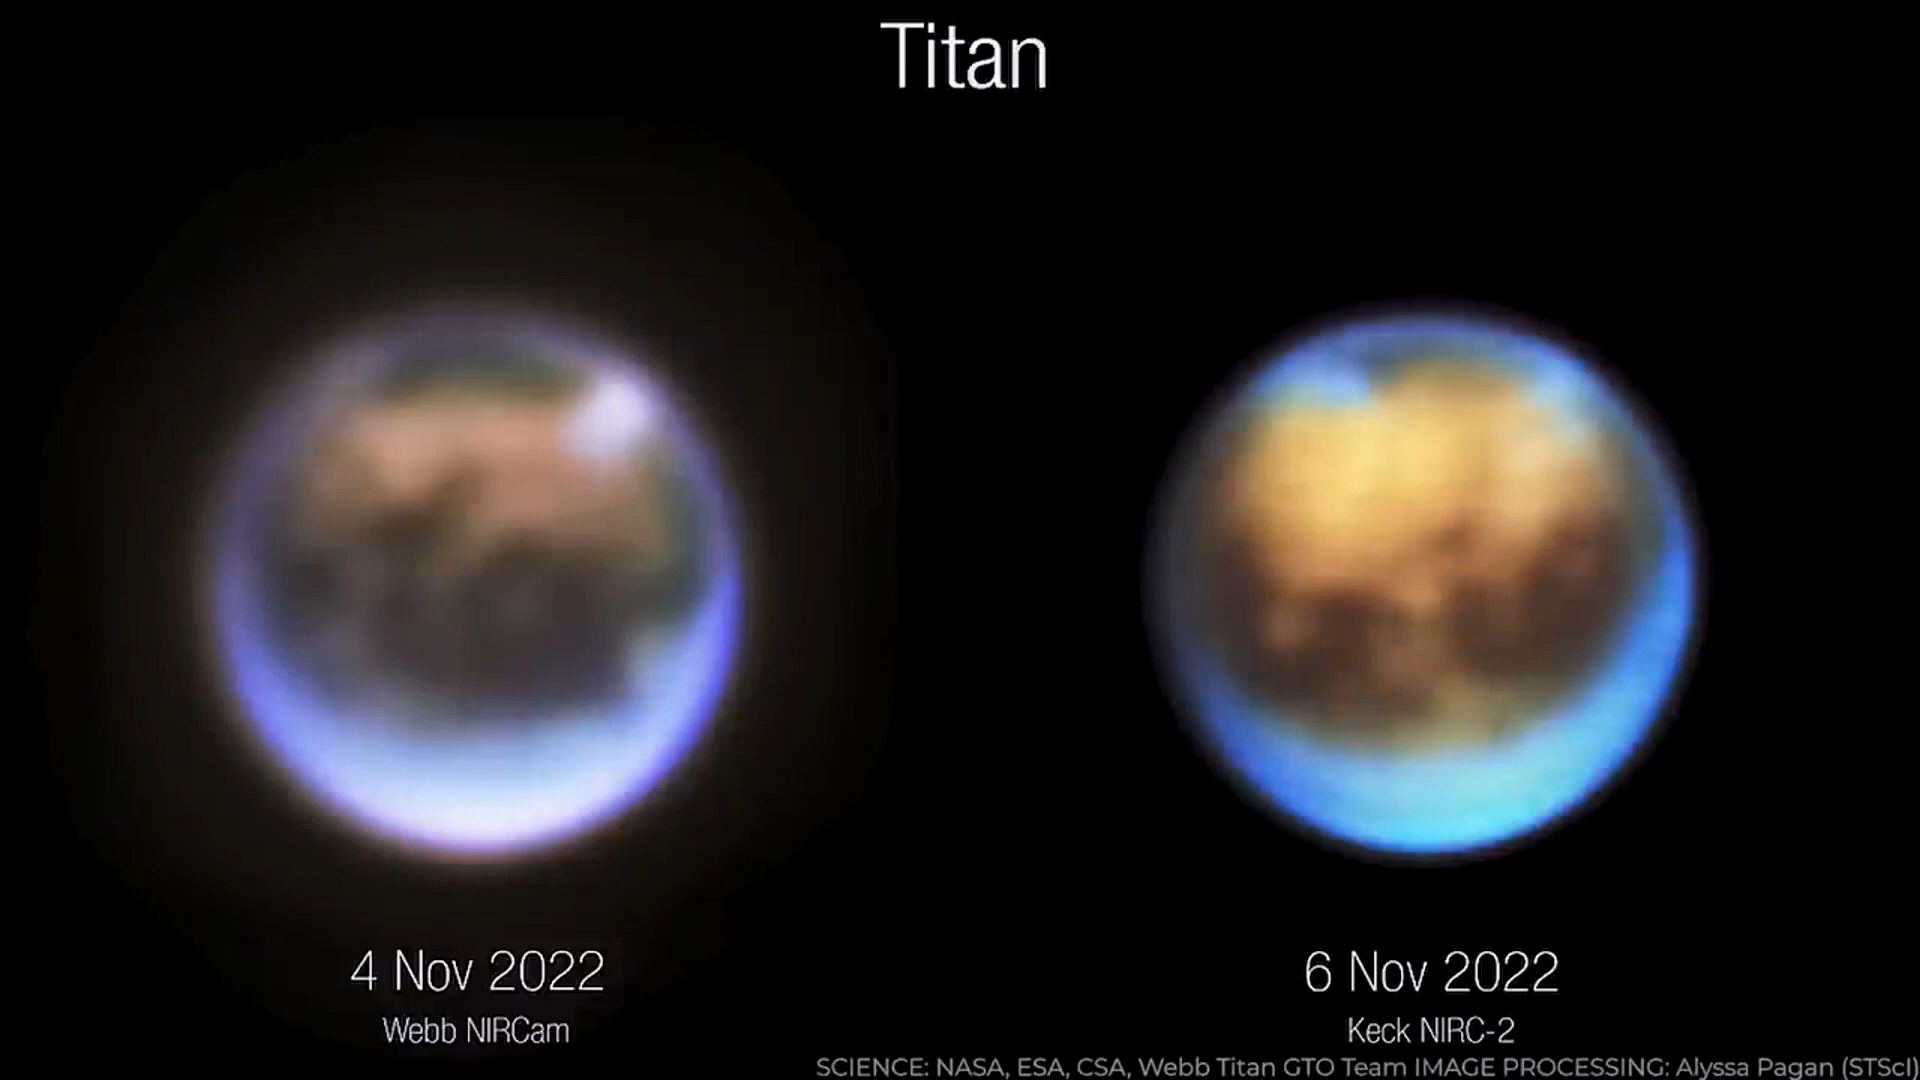 Titan
4 Nov 2022
Webb NIRCam
6 Nov 2022
Keck NIRC-2
SCIENCE: NASA, ESA, CSA, Webb Titan GTO Team IMAGE PROCESSING: Alyssa Pagan (STScI)